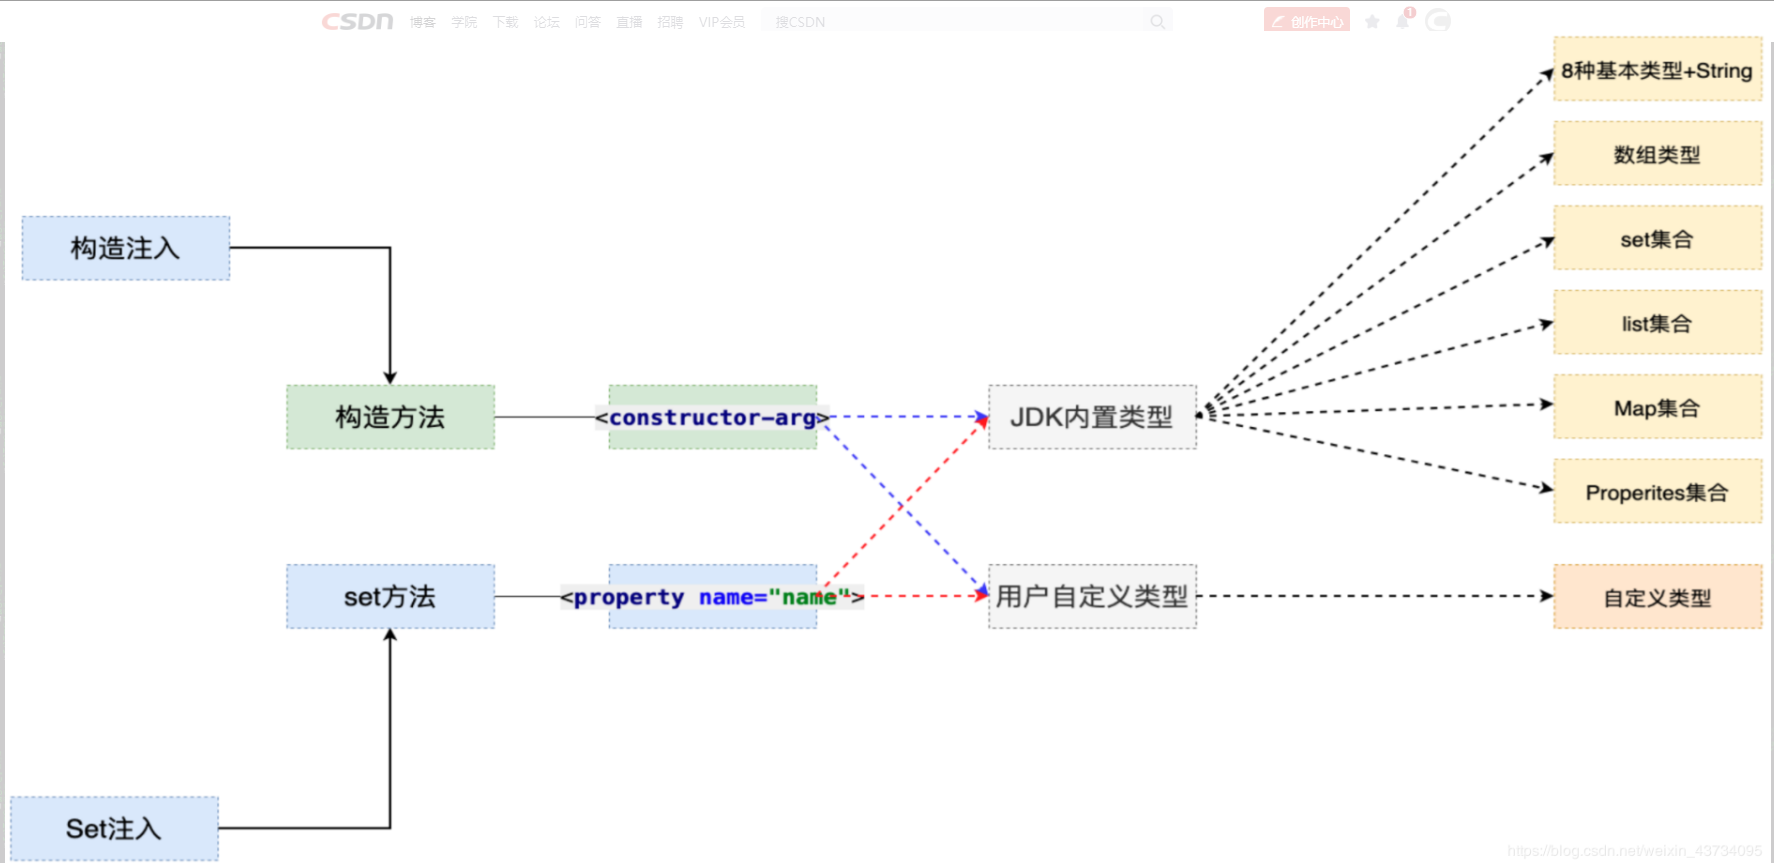 CSDN 博客 学院 下载 论坛 问答 直播 招聘 VIP会员 搜CSDN 创作中心 1
8种基本类型+String
数组类型
构造注入
set集合
list集合
构造方法
<constructor-arg>
JDK内置类型
Map集合
Properites集合
set方法
<property name="name">
用户自定义类型
自定义类型
Set注入
https://blog.csdn.net/weixin_43734095